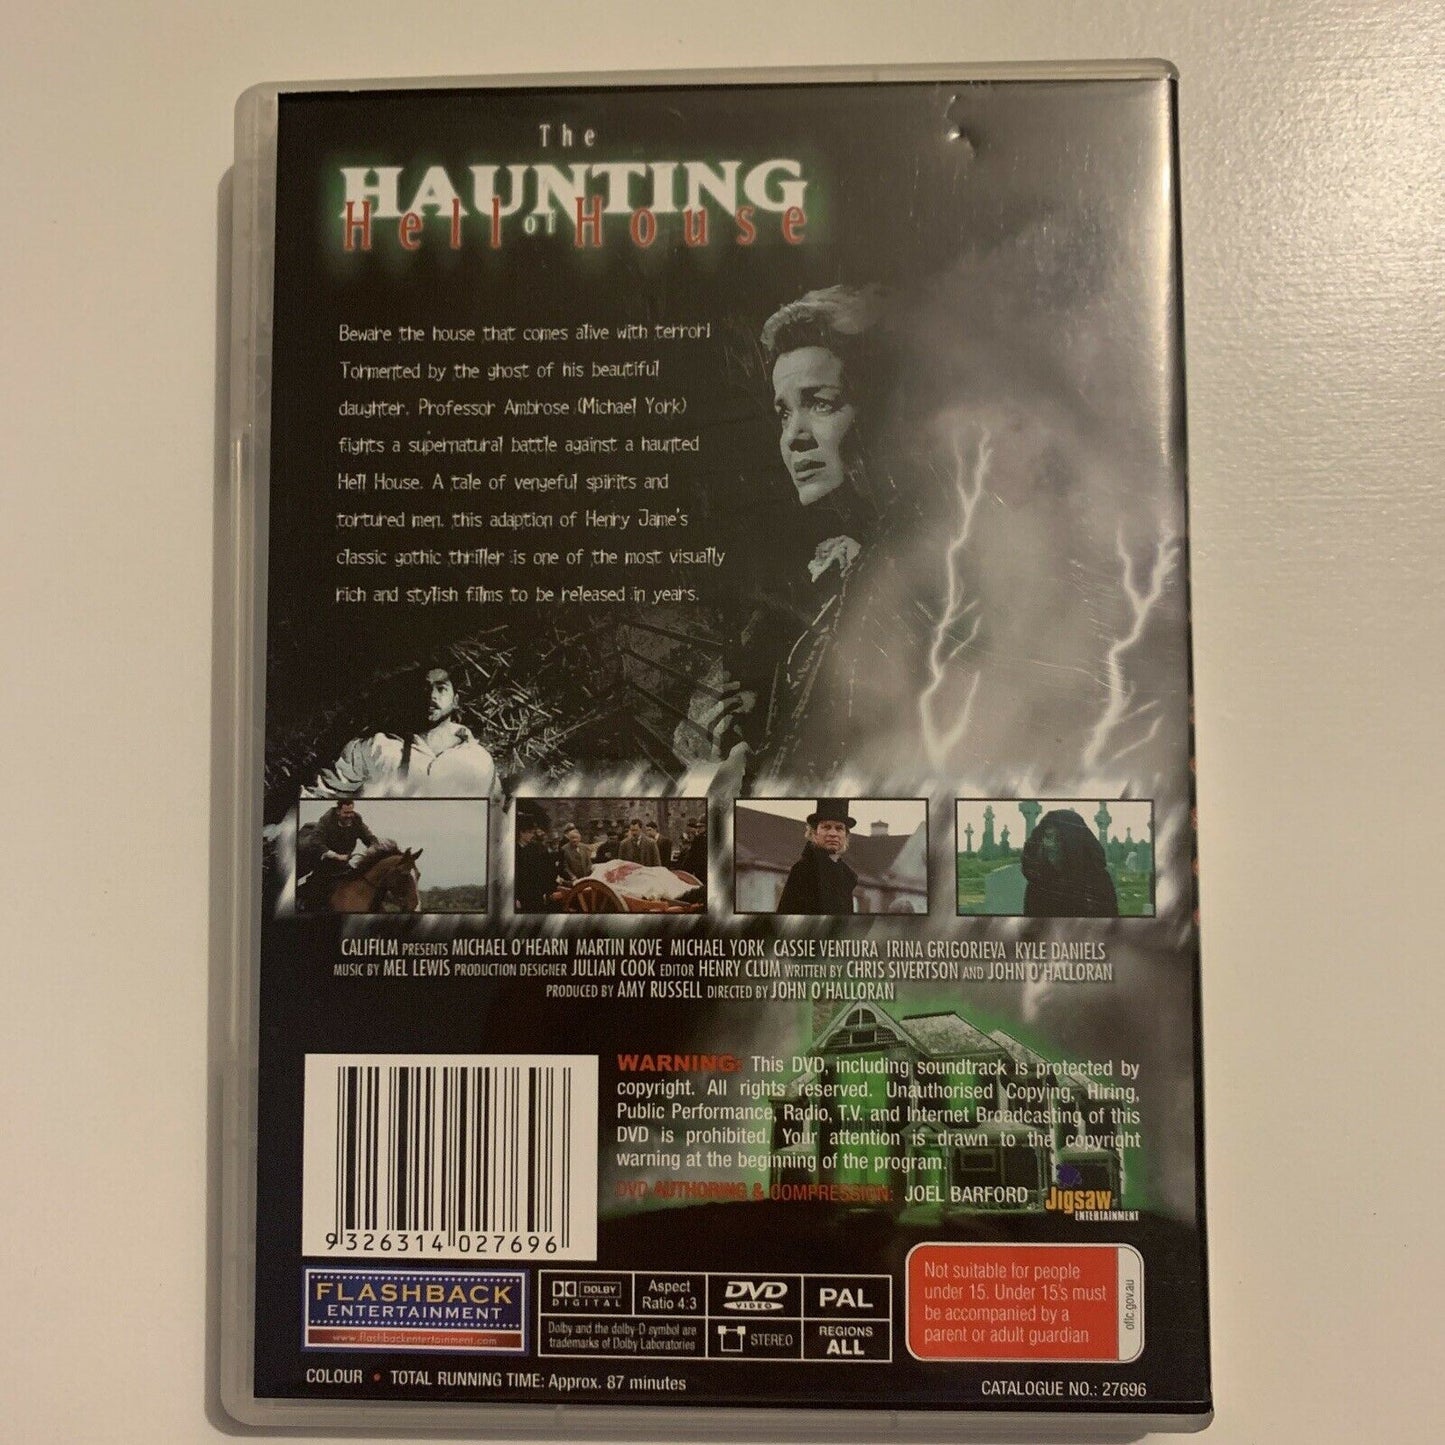 The
HAUNTING
Hell of House
Beware the house that comes alive with terror!
Tormented by the ghost of his beautiful
daughter, Professor Ambrose (Michael York)
fights a supernatural battle against a haunted
Hell House. A tale of vengeful spirits and
tortured men, this adaption of Henry Jame's
classic gothic thriller is one of the most visually
rich and stylish films to be released in years.
CALIFILM PRESENTS MICHAEL O'HEARN MARTIN KOVE MICHAEL YORK CASSIE VENTURA IRINA GRIGORIEVA KYLE DANIELS
MUSIC BY MEL LEWIS PRODUCTION DESIGNER JULIAN COOK EDITOR HENRY CLUM WRITTEN BY CHRIS SIVERTSON AND JOHN O'HALLORAN
PRODUCED BY AMY RUSSELL DIRECTED BY JOHN O'HALLORAN
WARNING: This DVD, including soundtrack is protected by
copyright. All rights reserved. Unauthorised Copying, Hiring,
Public Performance, Radio, T.V. and Internet Broadcasting of this
DVD is prohibited. Your attention is drawn to the copyright
warning at the beginning of the program.
DVD AUTHORING & COMPRESSION: JOEL BARFORD
Jigsaw
ENTERTAINMENT
9 326314 027696
FLASHBACK
ENTERTAINMENT
www.flashbackentertainment.com
DOLBY
DIGITAL
Aspect
Ratio 4:3
DVD
VIDEO
PAL
Dolby and the dolby-D symbol are
trademarks of Dolby Laboratories
STEREO
REGIONS
ALL
Not suitable for people
under 15. Under 15's must
be accompanied by a
parent or adult guardian
oflc.gov.au
COLOUR • TOTAL RUNNING TIME: Approx. 87 minutes
CATALOGUE NO.: 27696